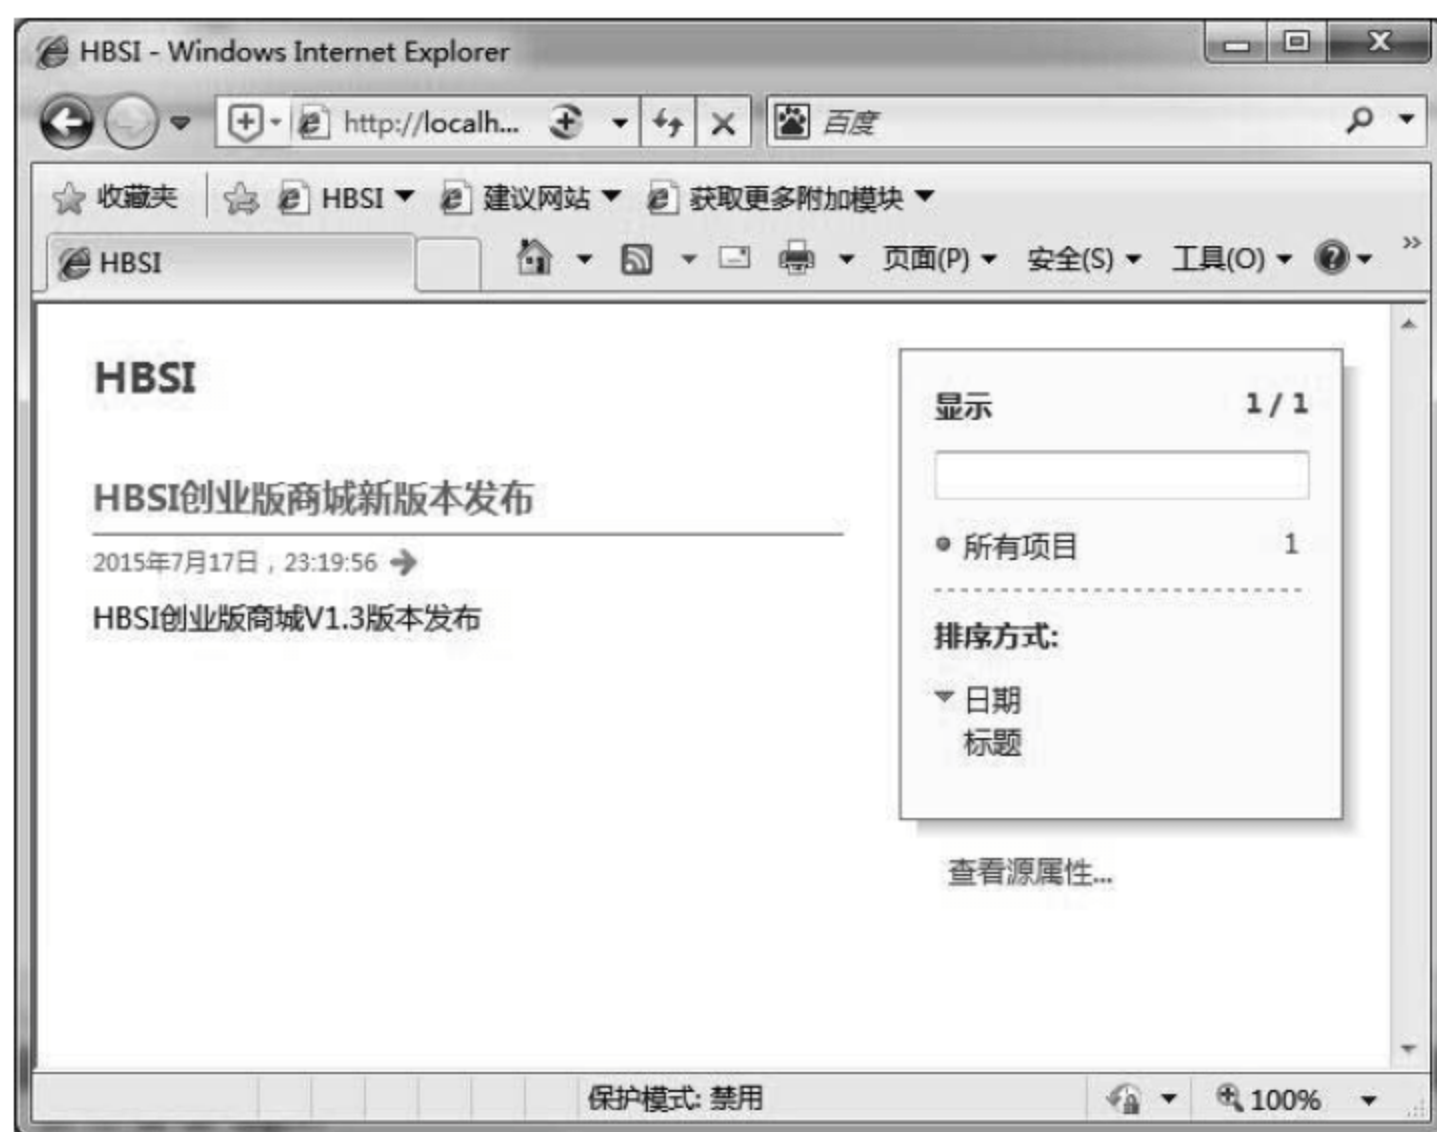 HBSI - Windows Internet Explorer
http://localh...
百度
收藏夹 HBSI 建议网站 获取更多附加模块
HBSI 页面(P) 安全(S) 工具(O)
HBSI
HBSI创业版商城新版本发布
2015年7月17日，23:19:56
HBSI创业版商城V1.3版本发布
显示 1 / 1
所有项目 1
排序方式:
日期
标题
查看源属性...
保护模式: 禁用
100%